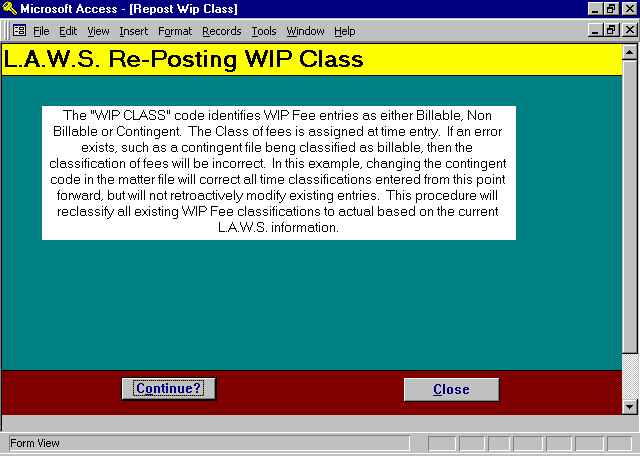 Microsoft Access - [Repost Wip Class]
File Edit View Insert Format Records Tools Window Help
L.A.W.S. Re-Posting WIP Class
The "WIP CLASS" code identifies WIP Fee entries as either Billable, Non
Billable or Contingent. The Class of fees is assigned at time entry. If an error
exists, such as a contingent file beng classified as billable, then the
classification of fees will be incorrect. In this example, changing the contingent
code in the matter file will correct all time classifications entered from this point
forward, but will not retroactively modify existing entries. This procedure will
reclassify all existing WIP Fee classifications to actual based on the current
L.A.W.S. information.
Continue? Close
Form View